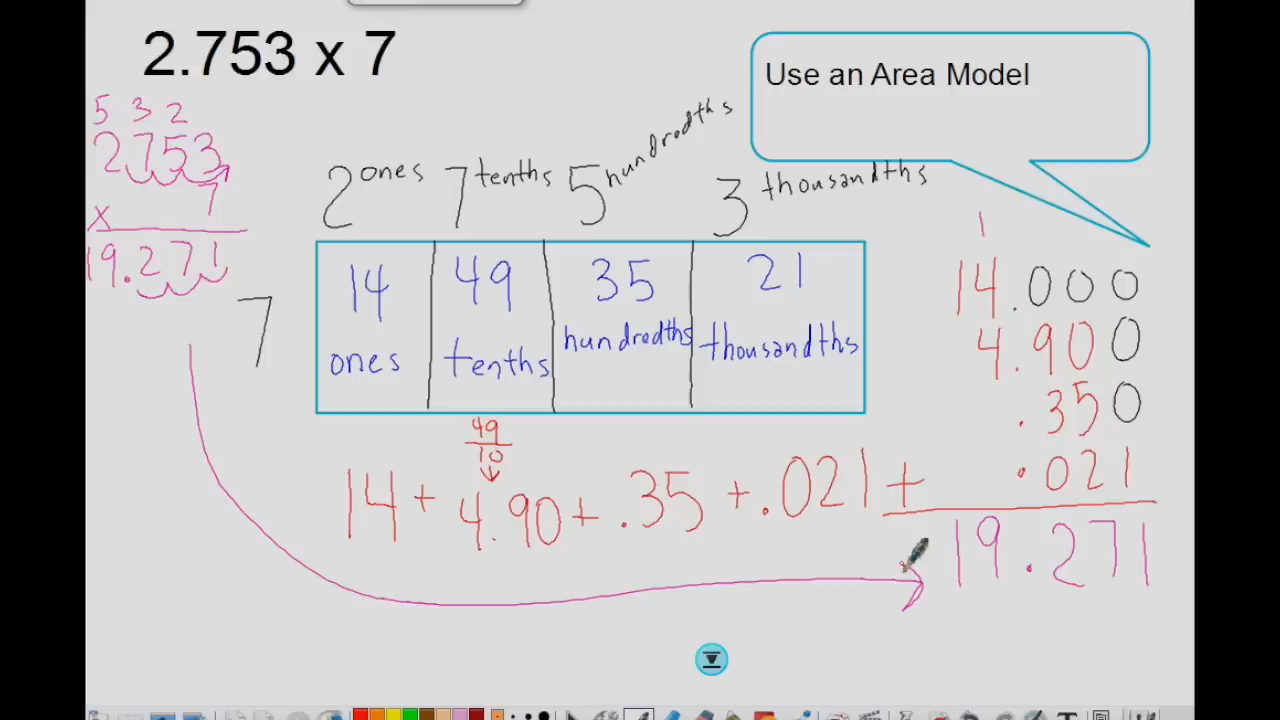 2.753 x 7
Use an Area Model
5 3 2
2753
x 7
19.271
2 ones 7 tenths 5 hundredths 3 thousandths
7
14 ones
49 tenths
35 hundredths
21 thousandths
49
10
14 + 4.90 + .35 + .021
1
14.000
4.900
.350
+ .021
19.271